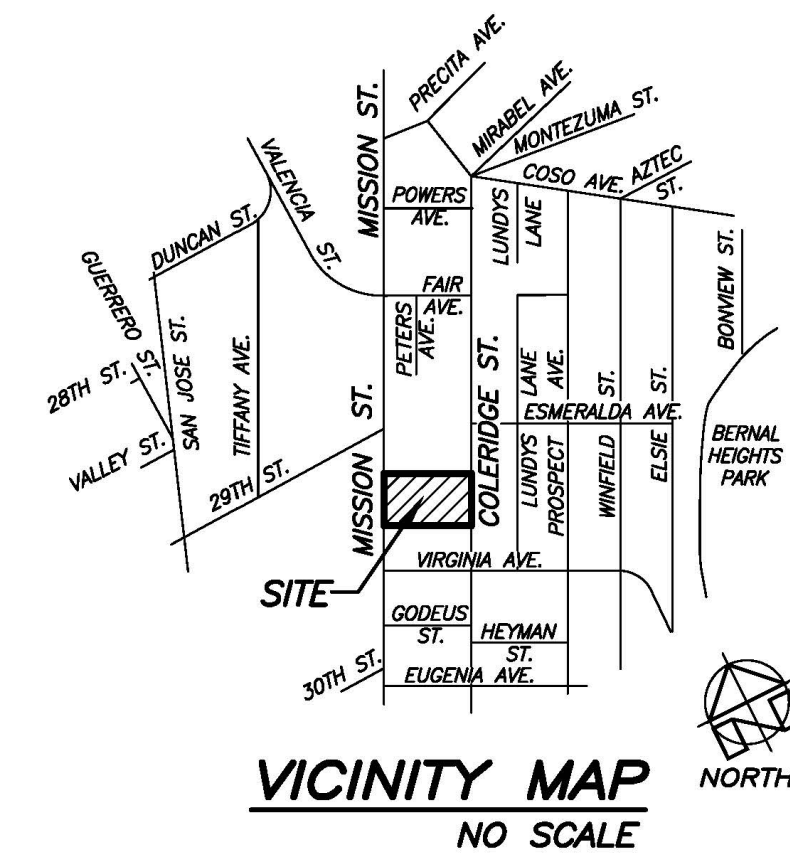 PRECITA AVE.
MISSION ST.
MIRABEL AVE.
MONTEZUMA ST.
VALENCIA ST.
COSO AVE.
AZTEC
ST.
POWERS
AVE.
LUNDYS
LANE
DUNCAN ST.
GUERRERO ST.
BONVIEW ST.
FAIR
AVE.
PETERS
AVE.
28TH ST.
SAN JOSE ST.
TIFFANY AVE.
MISSION ST.
COLERIDGE ST.
LUNDYS LANE
PROSPECT AVE.
WINFIELD ST.
ELSIE ST.
ESMERALDA AVE.
VALLEY ST.
29TH ST.
BERNAL
HEIGHTS
PARK
VIRGINIA AVE.
SITE
GODEUS
ST.
HEYMAN
ST.
30TH ST.
EUGENIA AVE.
NORTH
VICINITY MAP
NO SCALE